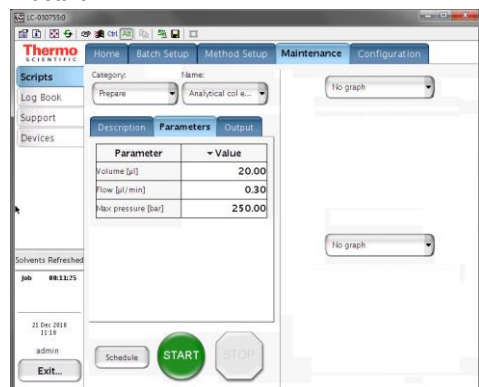 LC-030755:0
Ctrl Alt
Thermo
SCIENTIFIC
Home Batch Setup Method Setup Maintenance Configuration
Scripts
Log Book
Support
Devices
Category: Name:
Prepare Analytical col e...
No graph
Description Parameters Output
Parameter Value
Volume [µl] 20.00
Flow [µl/min] 0.30
Max pressure [bar] 250.00
No graph
Solvents Refreshed
Job 00:11:25
21 Dec 2018
11:18
admin
Exit...
Schedule START STOP